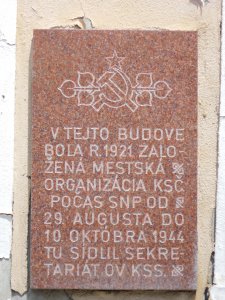 V TEJTO BUDOVE
BOLA R. 1921 ZALO-
ŽENÁ MESTSKÁ
ORGANIZÁCIA KSČ
POČAS SNP OD
29. AUGUSTA DO
10 OKTÓBRA 1944
TU SÍDLIL SEKRE-
TARIÁT OV KSS.